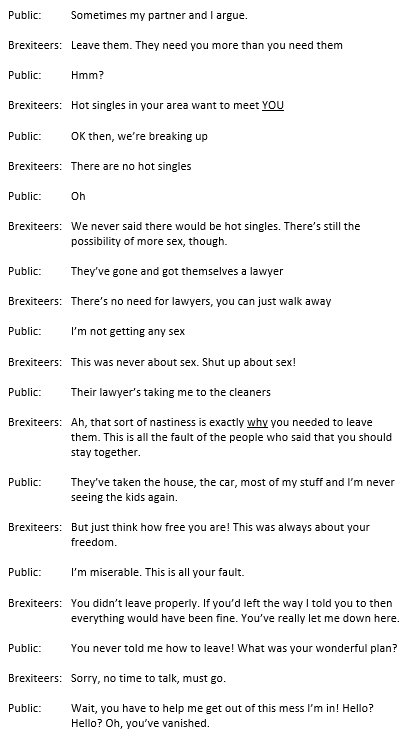 Public: Sometimes my partner and I argue.
Brexiteers: Leave them. They need you more than you need them
Public: Hmm?
Brexiteers: Hot singles in your area want to meet YOU
Public: OK then, we’re breaking up
Brexiteers: There are no hot singles
Public: Oh
Brexiteers: We never said there would be hot singles. There’s still the
possibility of more sex, though.
Public: They’ve gone and got themselves a lawyer
Brexiteers: There’s no need for lawyers, you can just walk away
Public: I’m not getting any sex
Brexiteers: This was never about sex. Shut up about sex!
Public: Their lawyer’s taking me to the cleaners
Brexiteers: Ah, that sort of nastiness is exactly why you needed to leave
them. This is all the fault of the people who said that you should
stay together.
Public: They’ve taken the house, the car, most of my stuff and I’m never
seeing the kids again.
Brexiteers: But just think how free you are! This was always about your
freedom.
Public: I’m miserable. This is all your fault.
Brexiteers: You didn’t leave properly. If you’d left the way I told you to then
everything would have been fine. You’ve really let me down here.
Public: You never told me how to leave! What was your wonderful plan?
Brexiteers: Sorry, no time to talk, must go.
Public: Wait, you have to help me get out of this mess I’m in! Hello?
Hello? Oh, you’ve vanished.